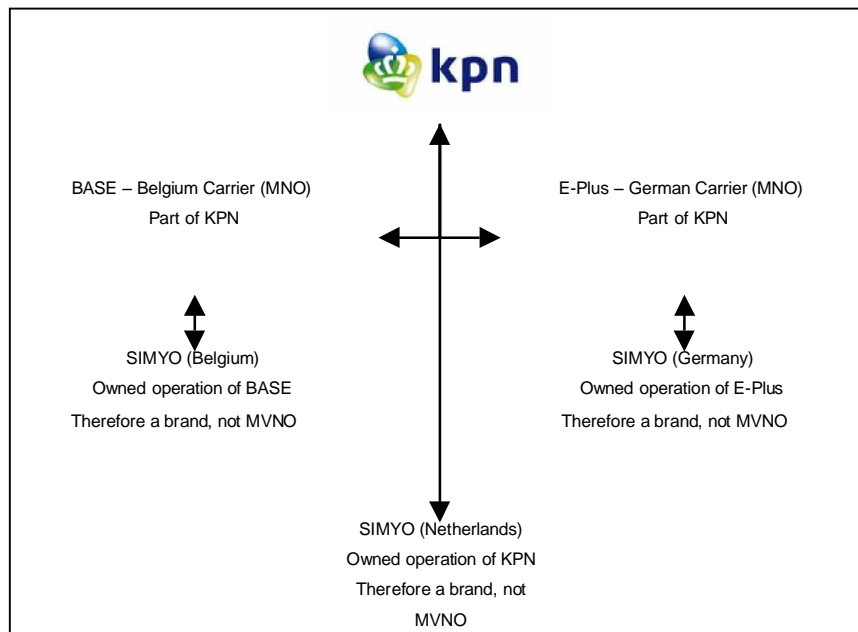 kpn
BASE – Belgium Carrier (MNO)
Part of KPN
E-Plus – German Carrier (MNO)
Part of KPN
SIMYO (Belgium)
Owned operation of BASE
Therefore a brand, not MVNO
SIMYO (Germany)
Owned operation of E-Plus
Therefore a brand, not MVNO
SIMYO (Netherlands)
Owned operation of KPN
Therefore a brand, not
MVNO